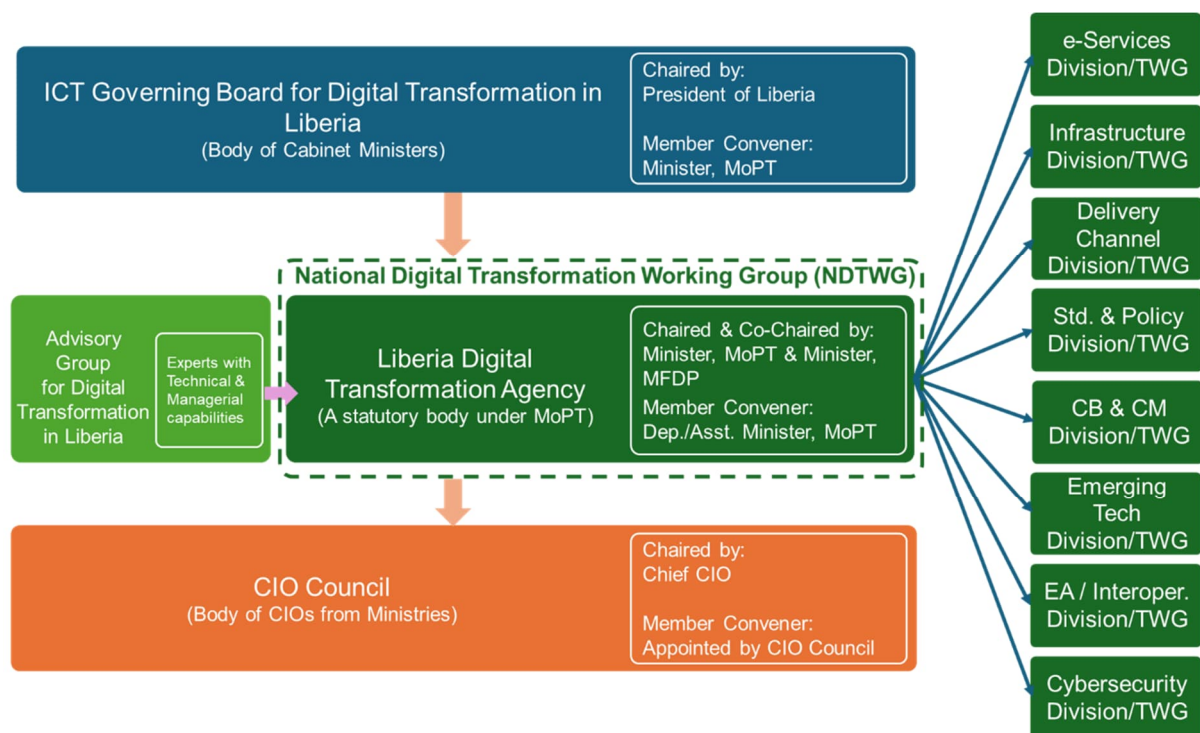 ICT Governing Board for Digital Transformation in
Liberia
(Body of Cabinet Ministers)
Chaired by:
President of Liberia
Member Convener:
Minister, MoPT
National Digital Transformation Working Group (NDTWG)
Advisory
Group
for Digital
Transformation
in Liberia
Experts with
Technical &
Managerial
capabilities
Liberia Digital
Transformation Agency
(A statutory body under MoPT)
Chaired & Co-Chaired by:
Minister, MoPT & Minister,
MFDP
Member Convener:
Dep./Asst. Minister, MoPT
CIO Council
(Body of CIOs from Ministries)
Chaired by:
Chief CIO
Member Convener:
Appointed by CIO Council
e-Services
Division/TWG
Infrastructure
Division/TWG
Delivery
Channel
Division/TWG
Std. & Policy
Division/TWG
CB & CM
Division/TWG
Emerging
Tech
Division/TWG
EA / Interoper.
Division/TWG
Cybersecurity
Division/TWG